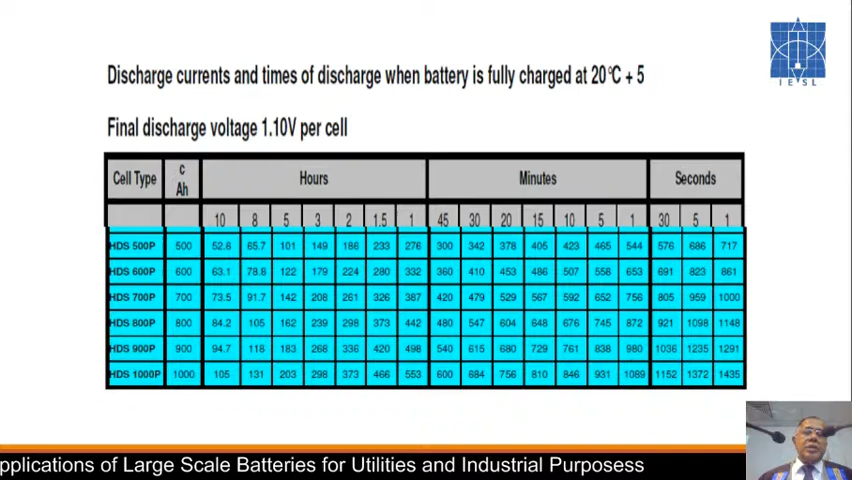 IESL
Discharge currents and times of discharge when battery is fully charged at 20°C + 5
Final discharge voltage 1.10V per cell
Cell Type c Ah Hours Minutes Seconds
10 8 5 3 2 1.5 1 45 30 20 15 10 5 1 30 5 1
HDS 500P 500 52.6 65.7 101 149 186 233 276 300 342 378 405 423 465 544 576 686 717
HDS 600P 600 63.1 78.8 122 179 224 280 332 360 410 453 486 507 558 653 691 823 861
HDS 700P 700 73.5 91.7 142 208 261 326 387 420 479 529 567 592 652 756 805 959 1000
HDS 800P 800 84.2 105 162 239 298 373 442 480 547 604 648 676 745 872 921 1098 1148
HDS 900P 900 94.7 118 183 268 336 420 498 540 615 680 729 761 838 980 1036 1235 1291
HDS 1000P 1000 105 131 203 298 373 466 553 600 684 756 810 846 931 1089 1152 1372 1435
pplications of Large Scale Batteries for Utilities and Industrial Purposess